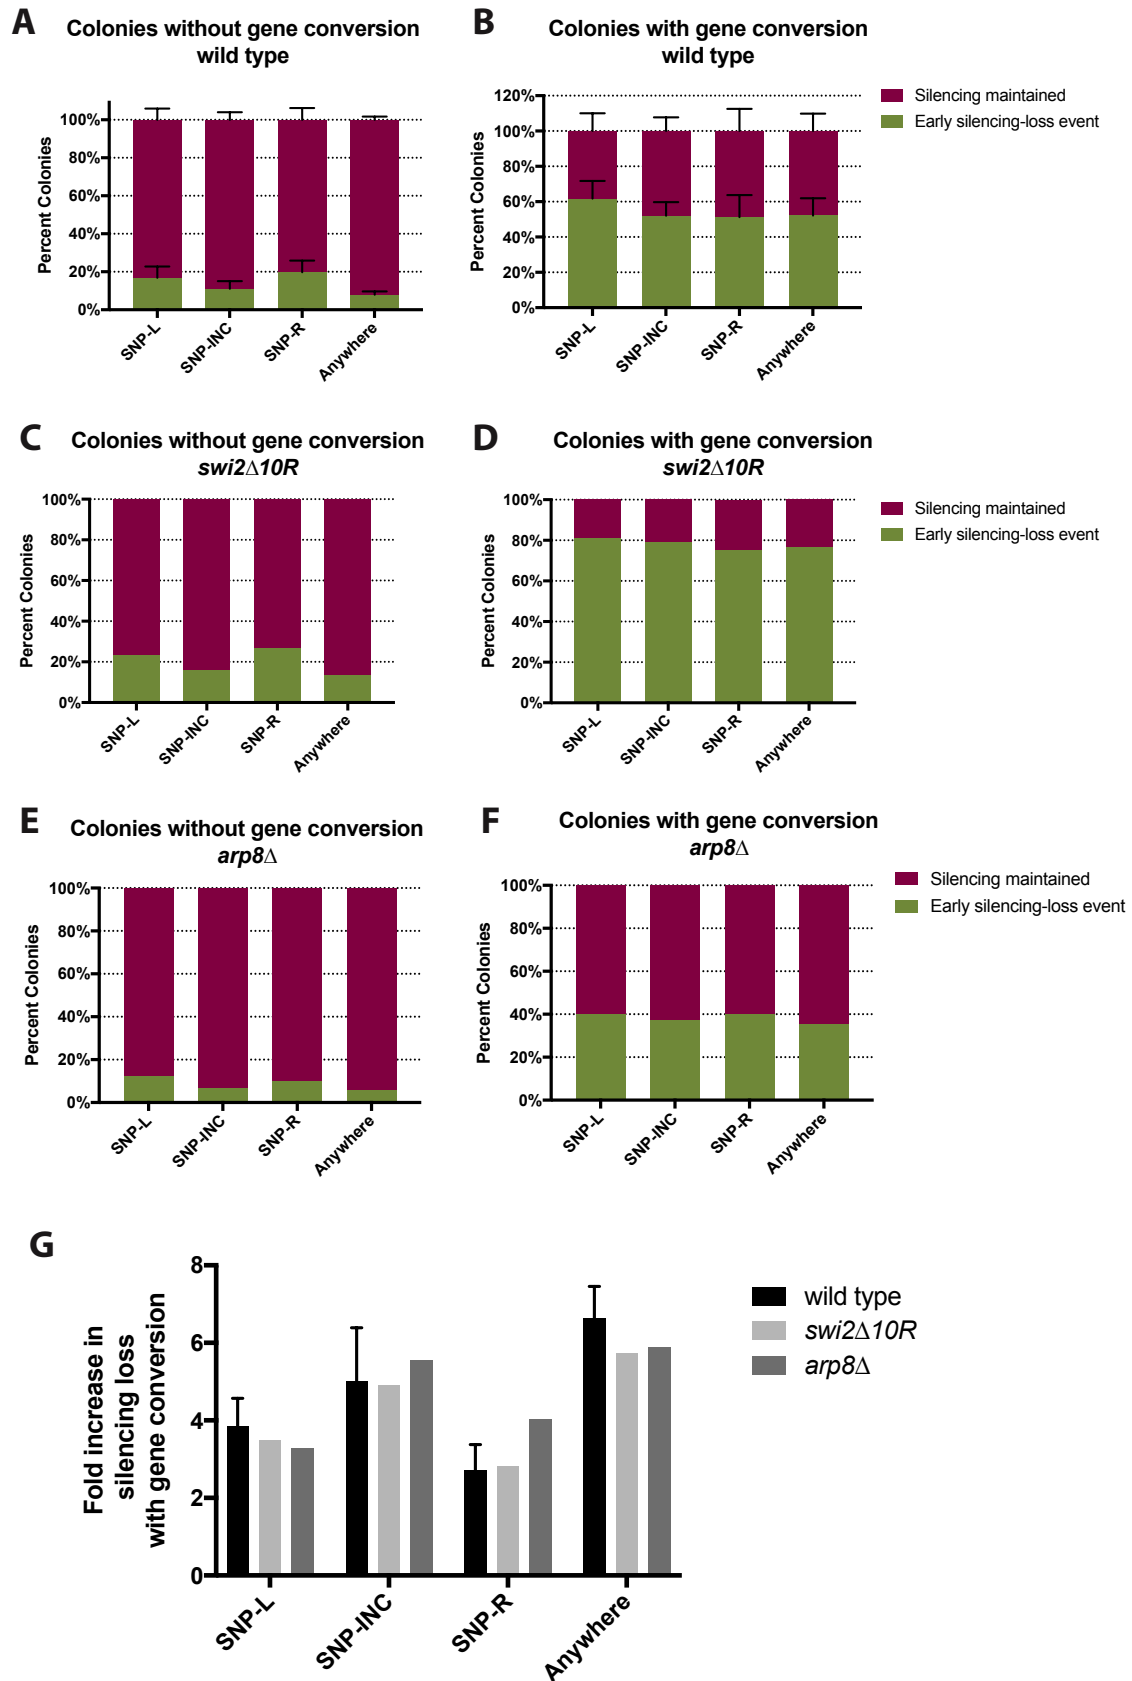 A
Colonies without gene conversion
wild type
Percent Colonies
100%
80%
60%
40%
20%
0%
SNP-L
SNP-INC
SNP-R
Anywhere
B
Colonies with gene conversion
wild type
Percent Colonies
120%
100%
80%
60%
40%
20%
0%
SNP-L
SNP-INC
SNP-R
Anywhere
Silencing maintained
Early silencing-loss event
C
Colonies without gene conversion
swi2Δ10R
Percent Colonies
100%
80%
60%
40%
20%
0%
SNP-L
SNP-INC
SNP-R
Anywhere
D
Colonies with gene conversion
swi2Δ10R
Percent Colonies
100%
80%
60%
40%
20%
0%
SNP-L
SNP-INC
SNP-R
Anywhere
Silencing maintained
Early silencing-loss event
E
Colonies without gene conversion
arp8Δ
Percent Colonies
100%
80%
60%
40%
20%
0%
SNP-L
SNP-INC
SNP-R
Anywhere
F
Colonies with gene conversion
arp8Δ
Percent Colonies
100%
80%
60%
40%
20%
0%
SNP-L
SNP-INC
SNP-R
Anywhere
Silencing maintained
Early silencing-loss event
G
Fold increase in
silencing loss
with gene conversion
8
6
4
2
0
SNP-L
SNP-INC
SNP-R
Anywhere
wild type
swi2Δ10R
arp8Δ